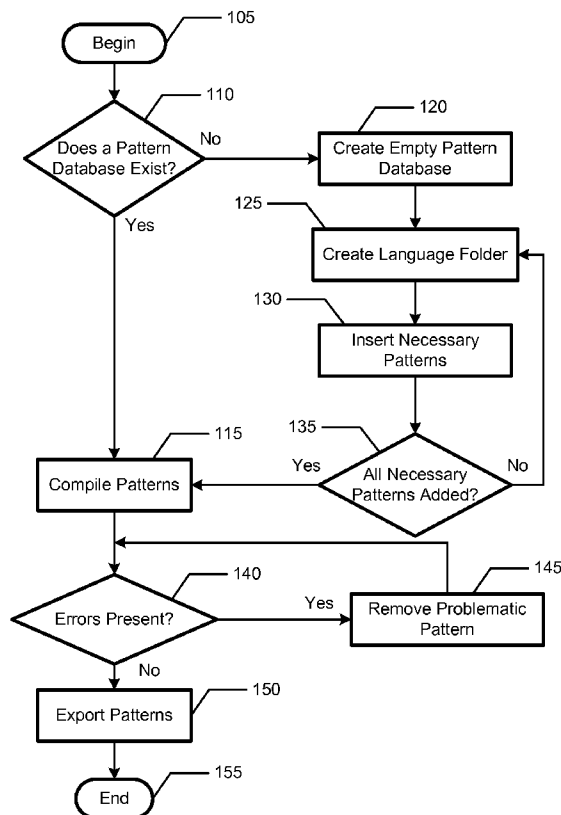 105
Begin
110
Does a Pattern
Database Exist?
No
120
Create Empty Pattern
Database
Yes
125
Create Language Folder
130
Insert Necessary
Patterns
115
Compile Patterns
135
Yes
All Necessary
Patterns Added?
No
140
Errors Present?
Yes
145
Remove Problematic
Pattern
No
150
Export Patterns
155
End